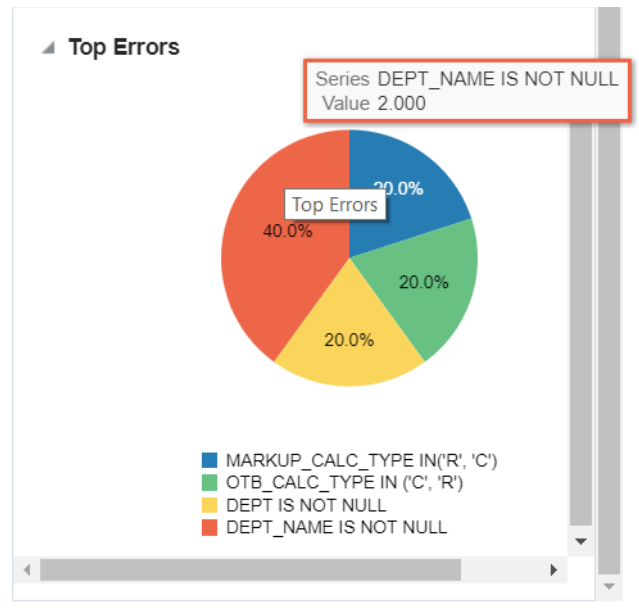 Top Errors
Series DEPT_NAME IS NOT NULL
Value 2.000
20.0%
Top Errors
40.0%
20.0%
20.0%
MARKUP_CALC_TYPE IN('R', 'C')
OTB_CALC_TYPE IN ('C', 'R')
DEPT IS NOT NULL
DEPT_NAME IS NOT NULL